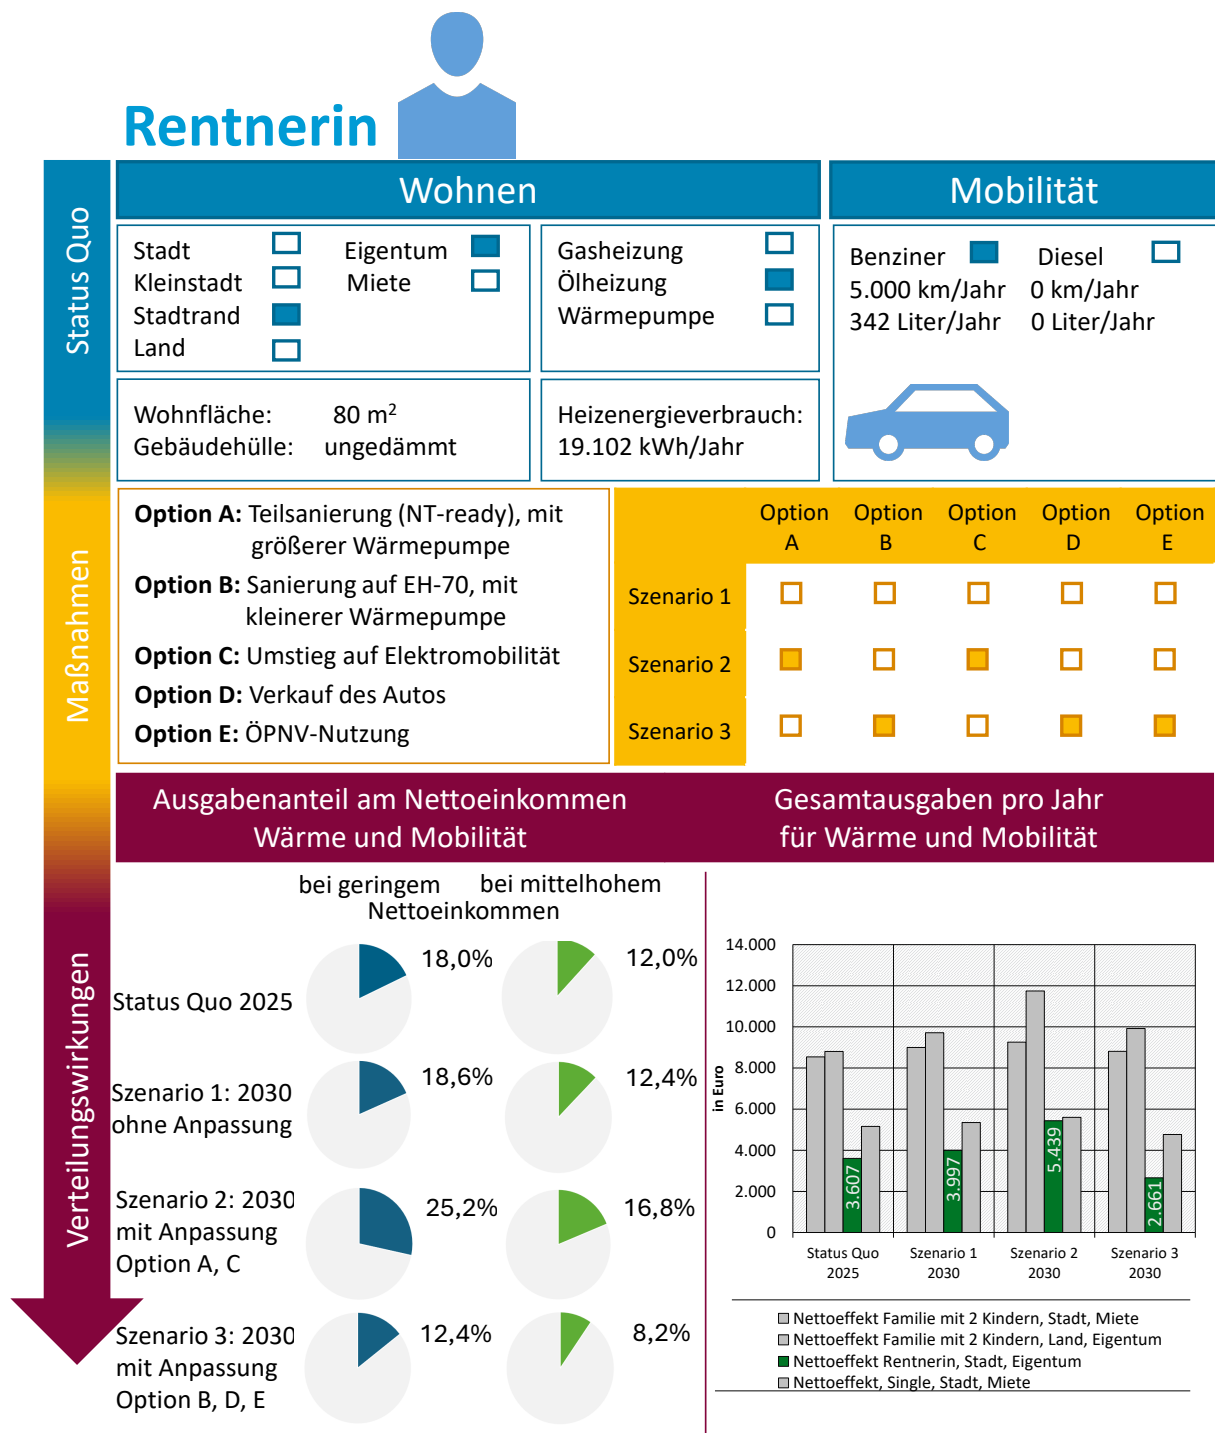 Rentnerin
Status Quo
Wohnen
Mobilität
Stadt
Kleinstadt
Stadtrand
Land
Eigentum
Miete
Gasheizung
Ölheizung
Wärmepumpe
Benziner
Diesel
5.000 km/Jahr 0 km/Jahr
342 Liter/Jahr 0 Liter/Jahr
Wohnfläche: 80 m²
Gebäudehülle: ungedämmt
Heizenergieverbrauch:
19.102 kWh/Jahr
Maßnahmen
Option A: Teilsanierung (NT-ready), mit
größerer Wärmepumpe
Option B: Sanierung auf EH-70, mit
kleinerer Wärmepumpe
Option C: Umstieg auf Elektromobilität
Option D: Verkauf des Autos
Option E: ÖPNV-Nutzung
Option Option Option Option Option
A B C D E
Szenario 1
Szenario 2
Szenario 3
Verteilungswirkungen
Ausgabenanteil am Nettoeinkommen
Wärme und Mobilität
Gesamtausgaben pro Jahr
für Wärme und Mobilität
bei geringem bei mittelhohem
Nettoeinkommen
Status Quo 2025
18,0%
12,0%
Szenario 1: 2030
ohne Anpassung
18,6%
12,4%
Szenario 2: 2030
mit Anpassung
Option A, C
25,2%
16,8%
Szenario 3: 2030
mit Anpassung
Option B, D, E
12,4%
8,2%
in Euro
14.000
12.000
10.000
8.000
6.000
4.000
2.000
0
3.607
3.997
5.439
2.661
Status Quo Szenario 1 Szenario 2 Szenario 3
2025 2030 2030 2030
Nettoeffekt Familie mit 2 Kindern, Stadt, Miete
Nettoeffekt Familie mit 2 Kindern, Land, Eigentum
Nettoeffekt Rentnerin, Stadt, Eigentum
Nettoeffekt, Single, Stadt, Miete